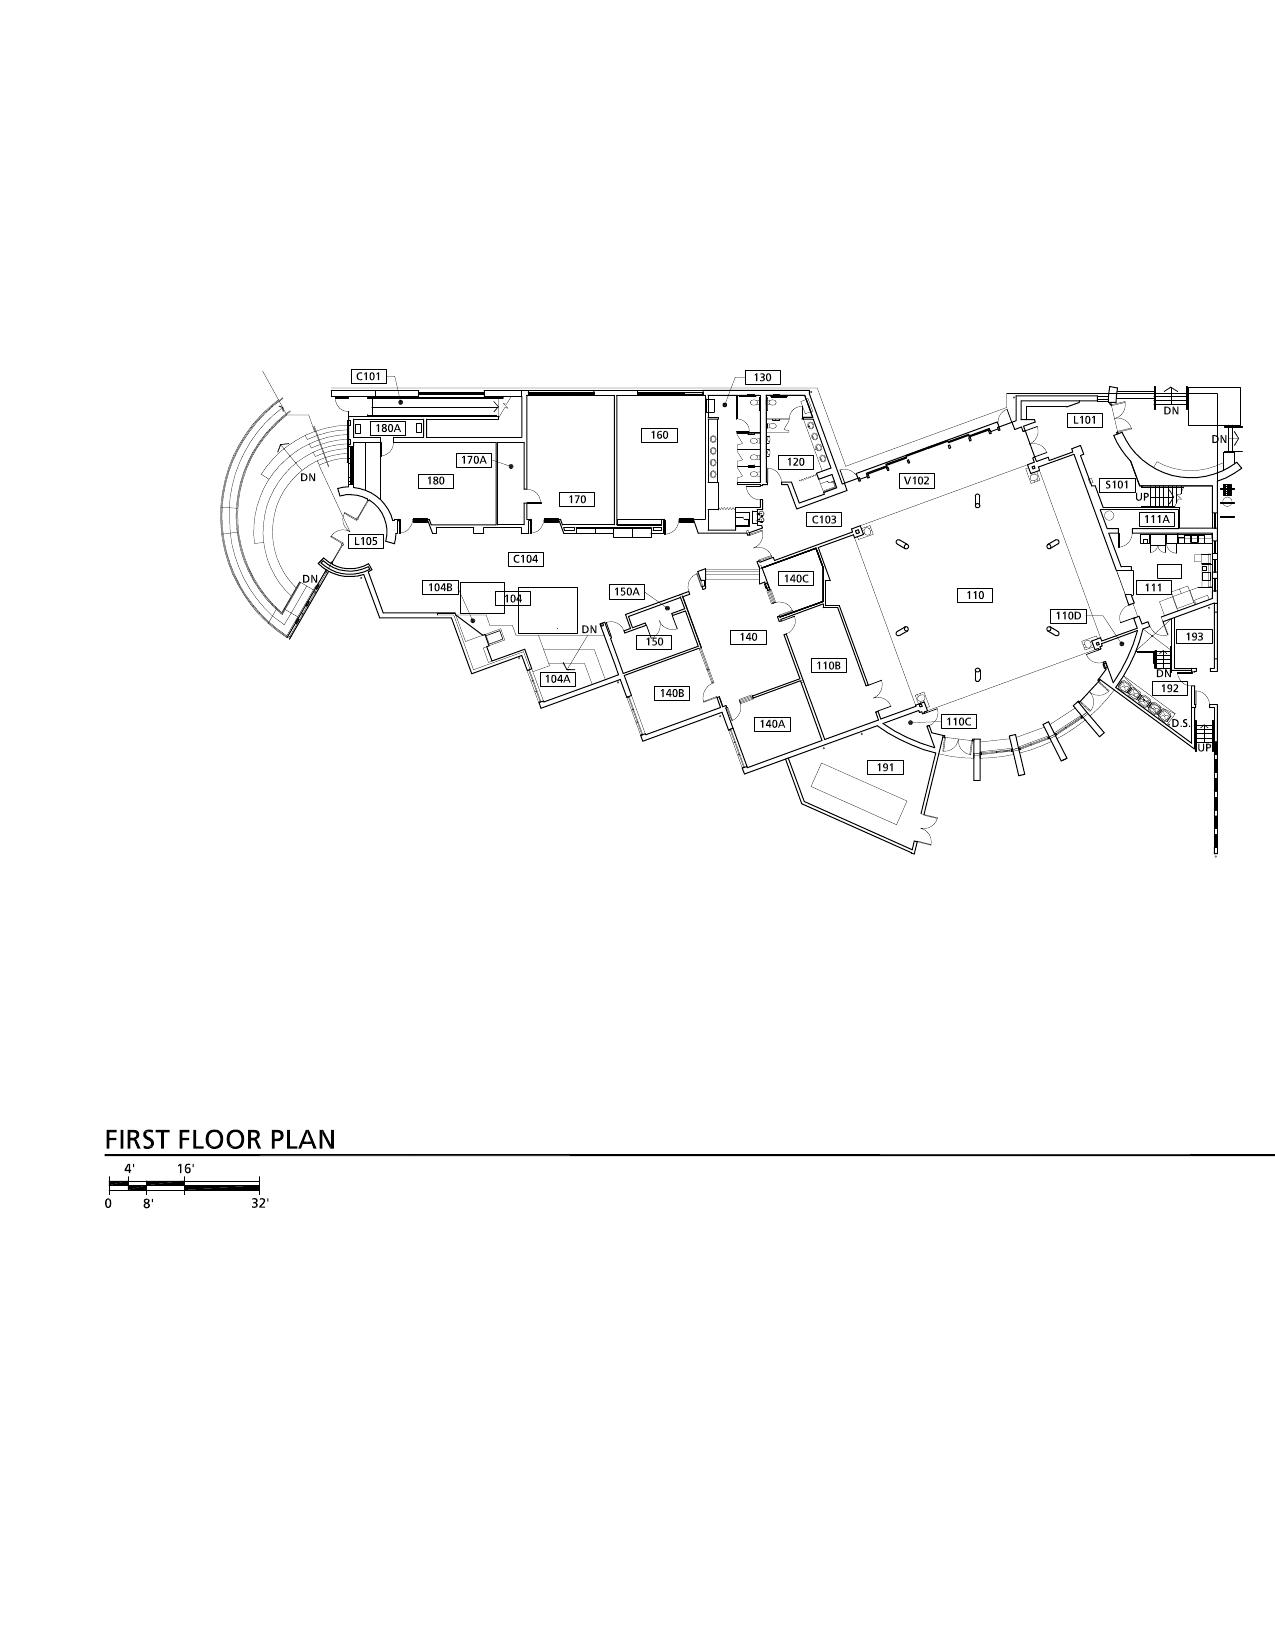 C101
130
180A
160
L101
DN
DN
170A
120
180
V102
DN
S101
170
UP
C103
111A
L105
C104
DN
104B
140C
111
150A
104
110
110D
DN
150
140
193
110B
DN
104A
140B
192
140A
110C
D.S.
UP
191
FIRST FLOOR PLAN
4' 16'
0 8' 32'